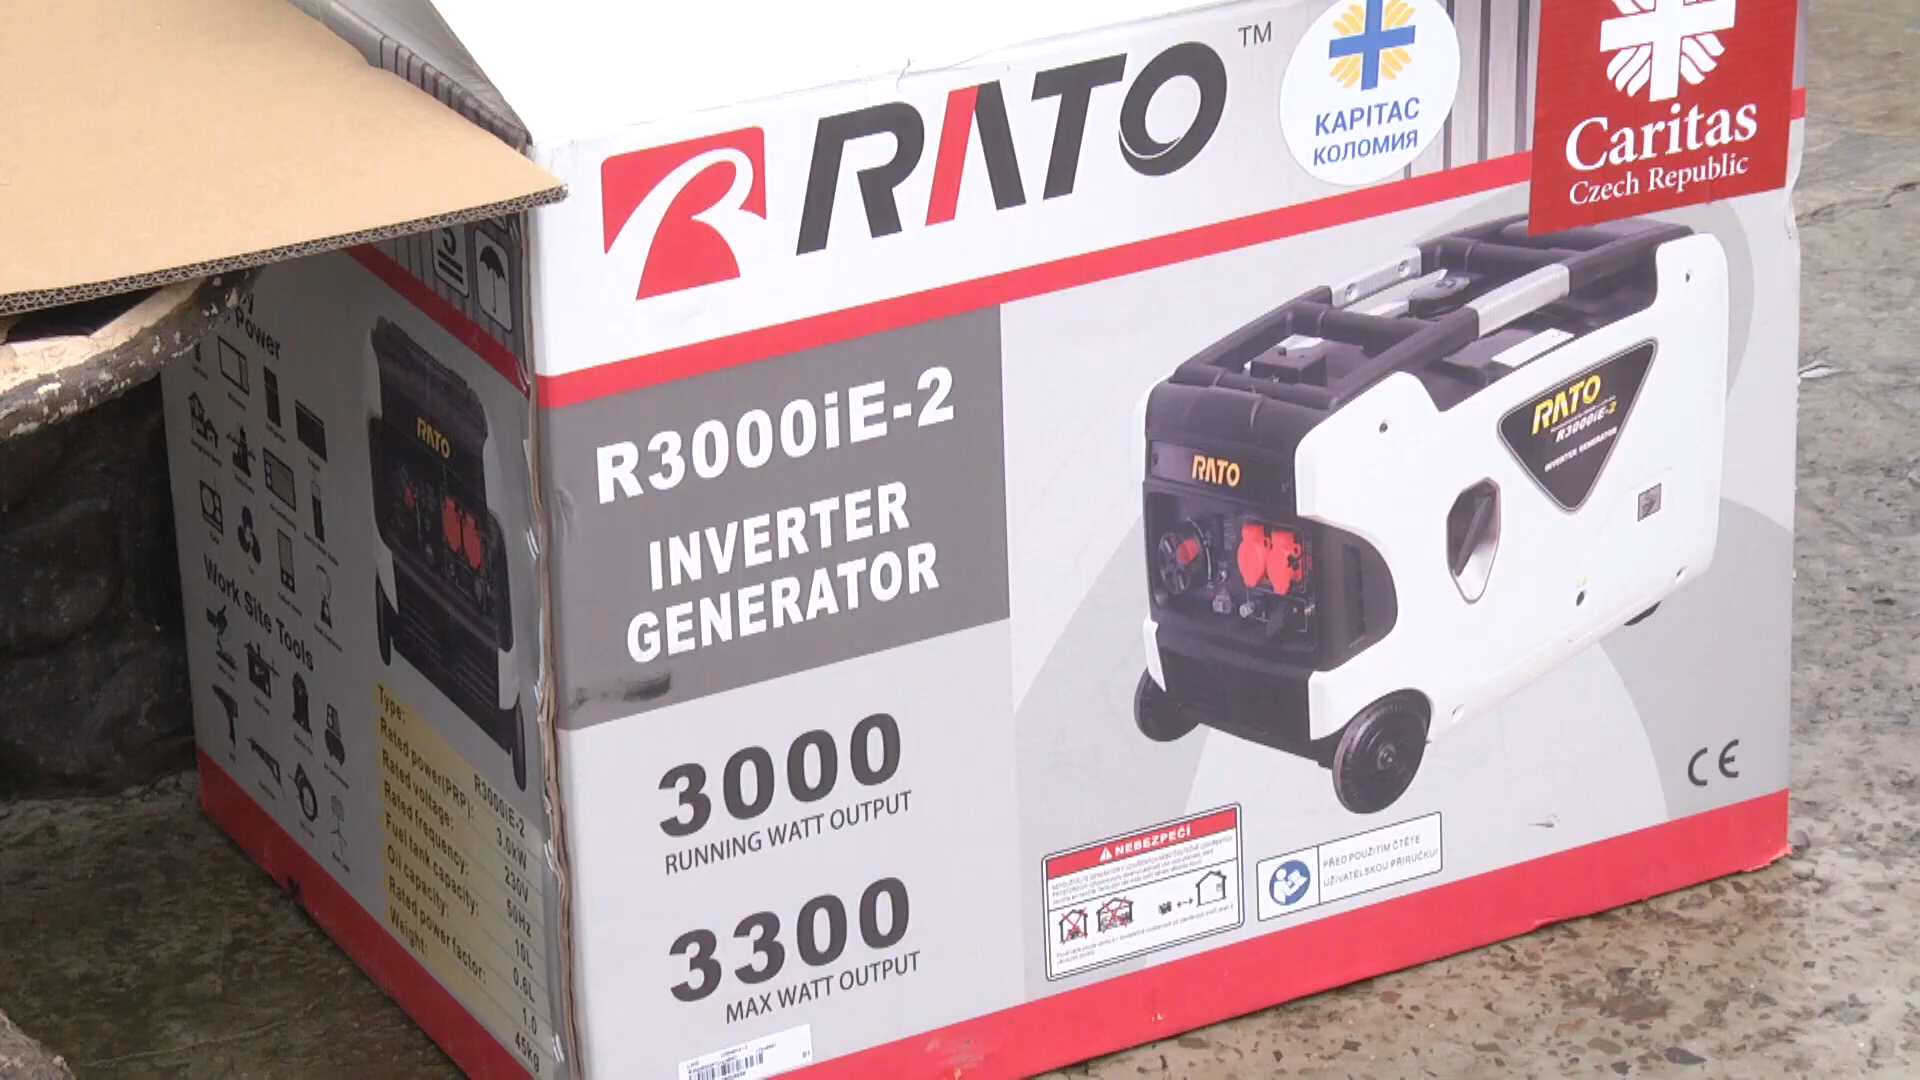 RATO
TM
КАРІТАС
КОЛОМИЯ
Caritas
Czech Republic
R3000iE-2
INVERTER
GENERATOR
3000
RUNNING WATT OUTPUT
3300
MAX WATT OUTPUT
RATO
RATO
R3000iE-2
INVERTER GENERATOR
CE
NEBEZPEČÍ
PŘED POUŽITÍM ČTĚTE
UŽIVATELSKOU PŘÍRUČKU!
Power
Work Site Tools
RATO
Type: R3000iE-2
Rated power(PRP): 3.0kW
Rated voltage: 230V
Rated frequency: 50Hz
Fuel tank capacity: 10L
Oil capacity: 0.6L
Rated power factor: 1.0
Weight: 45kg